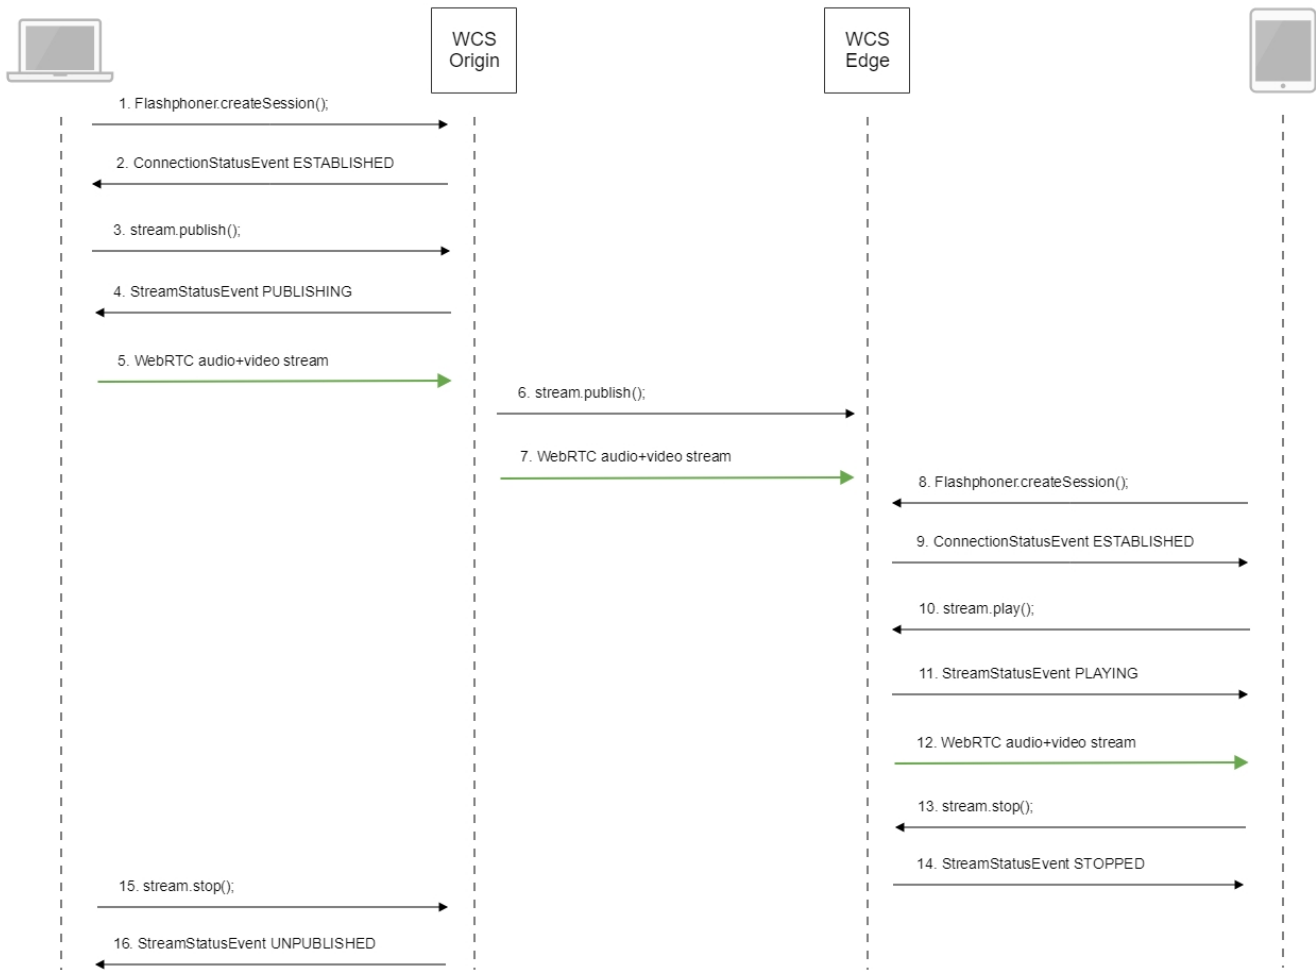 WCS
Origin
WCS
Edge
1. Flashphoner.createSession();
2. ConnectionStatusEvent ESTABLISHED
3. stream.publish();
4. StreamStatusEvent PUBLISHING
5. WebRTC audio+video stream
6. stream.publish();
7. WebRTC audio+video stream
8. Flashphoner.createSession();
9. ConnectionStatusEvent ESTABLISHED
10. stream.play();
11. StreamStatusEvent PLAYING
12. WebRTC audio+video stream
13. stream.stop();
14. StreamStatusEvent STOPPED
15. stream.stop();
16. StreamStatusEvent UNPUBLISHED